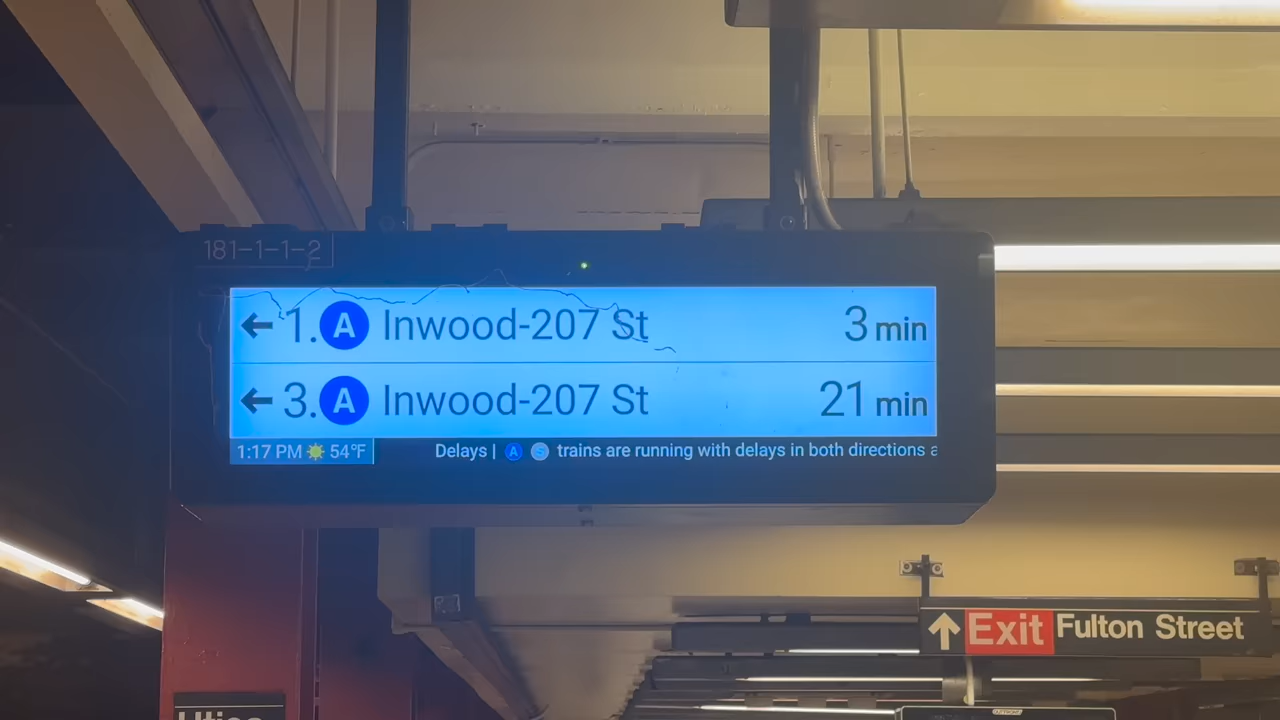 181-1-1-2
← 1. A Inwood-207 St 3 min
← 3. A Inwood-207 St 21 min
1:17 PM 54°F Delays | A S trains are running with delays in both directions a
↑ Exit Fulton Street
Utica